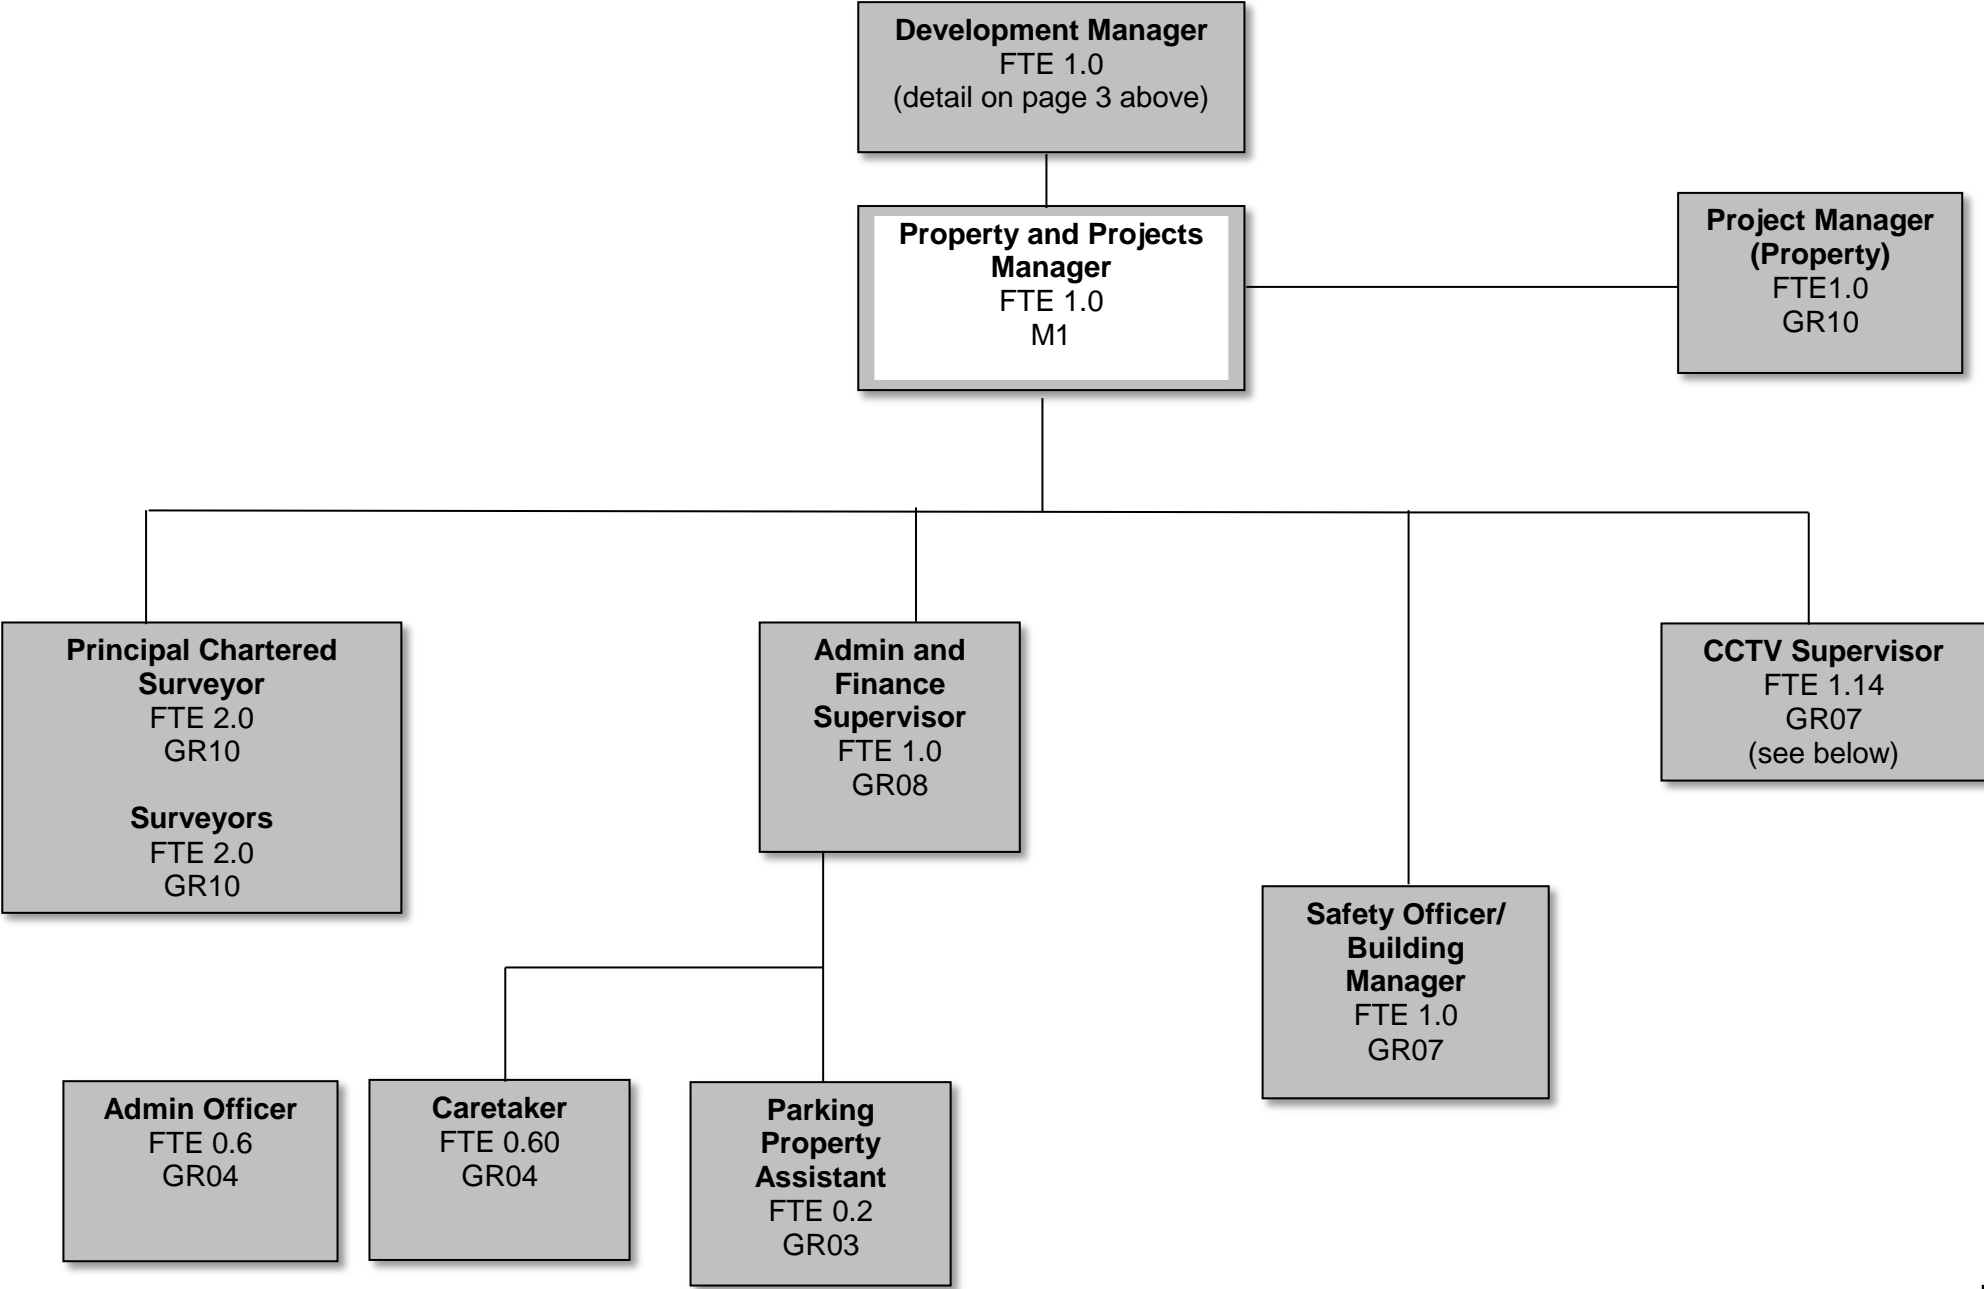 Development Manager
FTE 1.0
(detail on page 3 above)
Property and Projects
Manager
FTE 1.0
M1
Project Manager
(Property)
FTE1.0
GR10
Principal Chartered
Surveyor
FTE 2.0
GR10
Surveyors
FTE 2.0
GR10
Admin and
Finance
Supervisor
FTE 1.0
GR08
CCTV Supervisor
FTE 1.14
GR07
(see below)
Safety Officer/
Building
Manager
FTE 1.0
GR07
Admin Officer
FTE 0.6
GR04
Caretaker
FTE 0.60
GR04
Parking
Property
Assistant
FTE 0.2
GR03